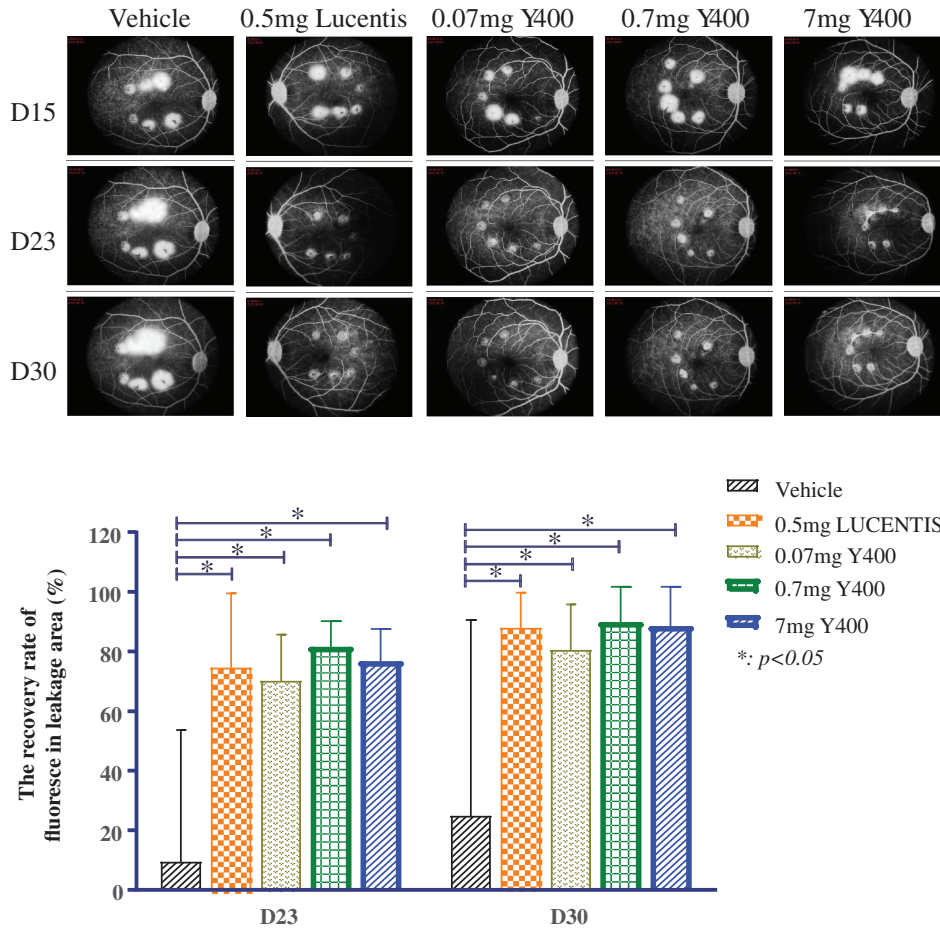 Vehicle 0.5mg Lucentis 0.07mg Y400 0.7mg Y400 7mg Y400
D15
D23
D30
Vehicle
0.5mg LUCENTIS
0.07mg Y400
0.7mg Y400
7mg Y400
*: p<0.05
The recovery rate of
fluoresce in leakage area (%)
120
100
80
60
40
20
0
* * * *
* * * *
D23 D30